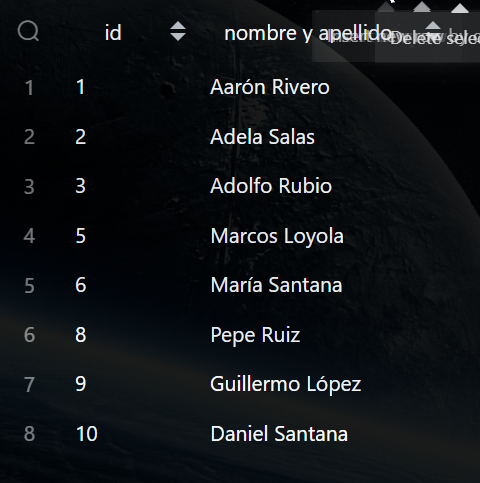 id nombre y apellido
Delete
1 1 Aarón Rivero
2 2 Adela Salas
3 3 Adolfo Rubio
4 5 Marcos Loyola
5 6 María Santana
6 8 Pepe Ruiz
7 9 Guillermo López
8 10 Daniel Santana